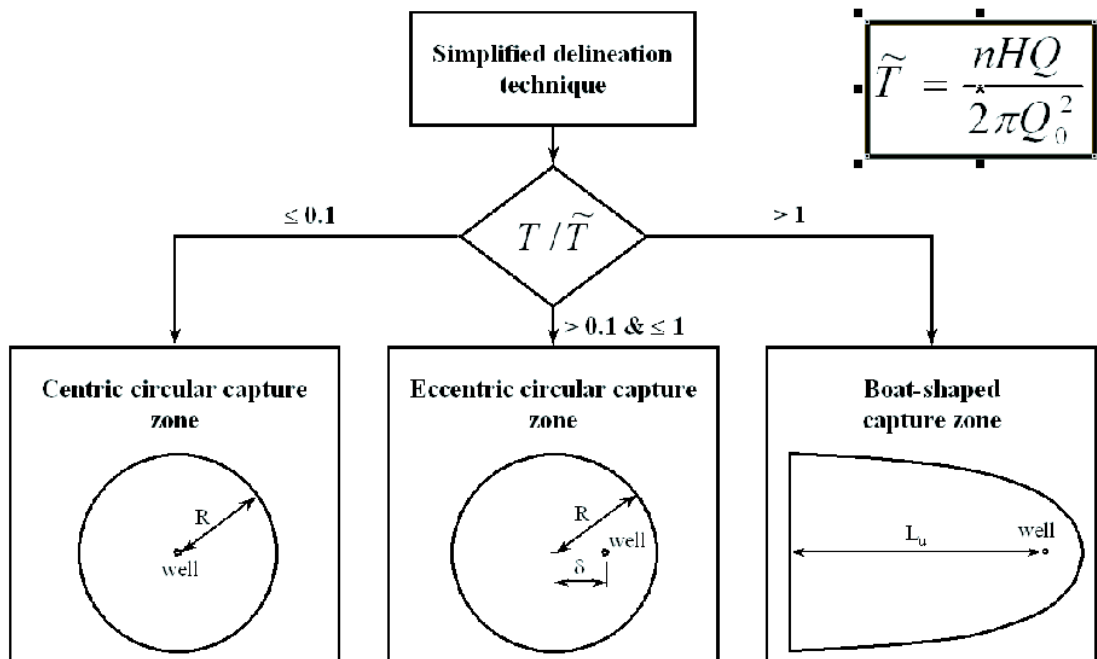 Simplified delineation
technique
T̃ = nHQ / 2πQ₀²
≤ 0.1
T / T̃
> 1
> 0.1 & ≤ 1
Centric circular capture
zone
R
well
Eccentric circular capture
zone
R
well
δ
Boat-shaped
capture zone
well
Lᵤ